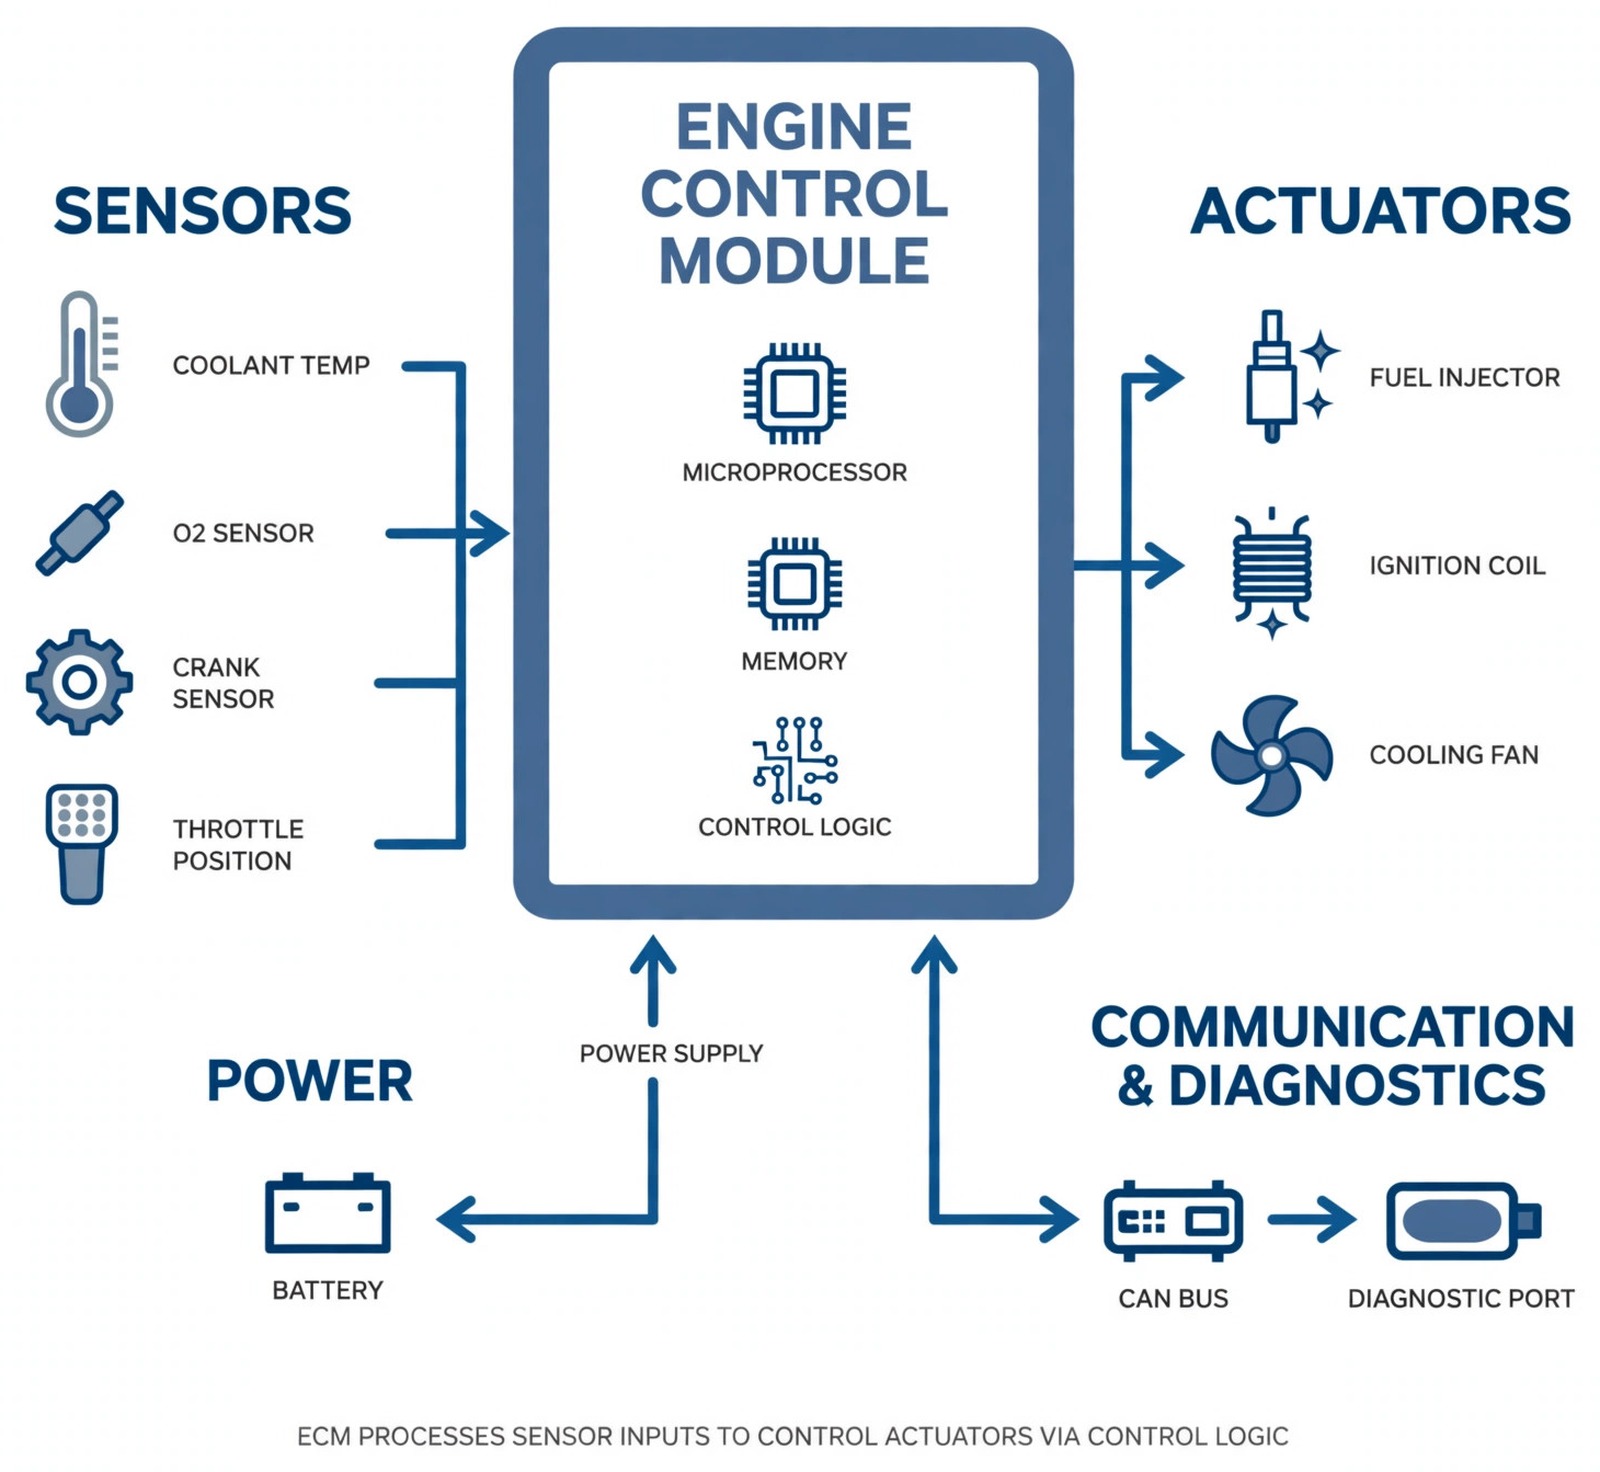 ENGINE
CONTROL
MODULE
SENSORS
COOLANT TEMP
O2 SENSOR
CRANK
SENSOR
THROTTLE
POSITION
MICROPROCESSOR
MEMORY
CONTROL LOGIC
ACTUATORS
FUEL INJECTOR
IGNITION COIL
COOLING FAN
POWER SUPPLY
POWER
BATTERY
COMMUNICATION
& DIAGNOSTICS
CAN BUS
DIAGNOSTIC PORT
ECM PROCESSES SENSOR INPUTS TO CONTROL ACTUATORS VIA CONTROL LOGIC